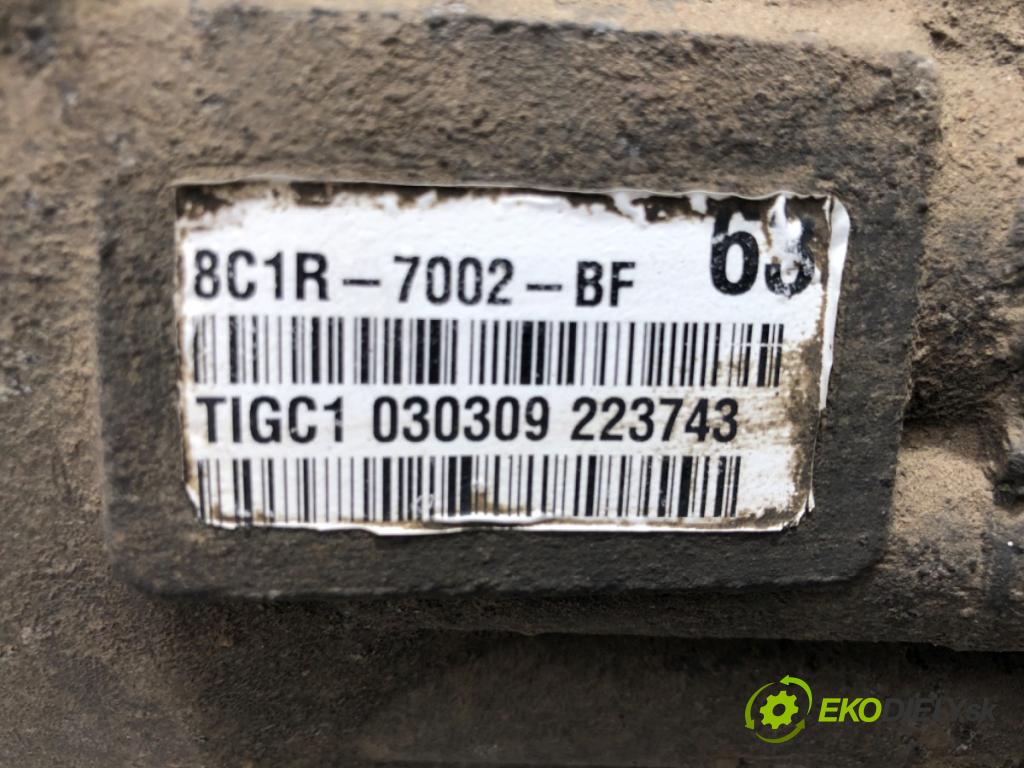 8C1R-7002-BF 63
TIGC1 030309 223743
EKODIELY.sk